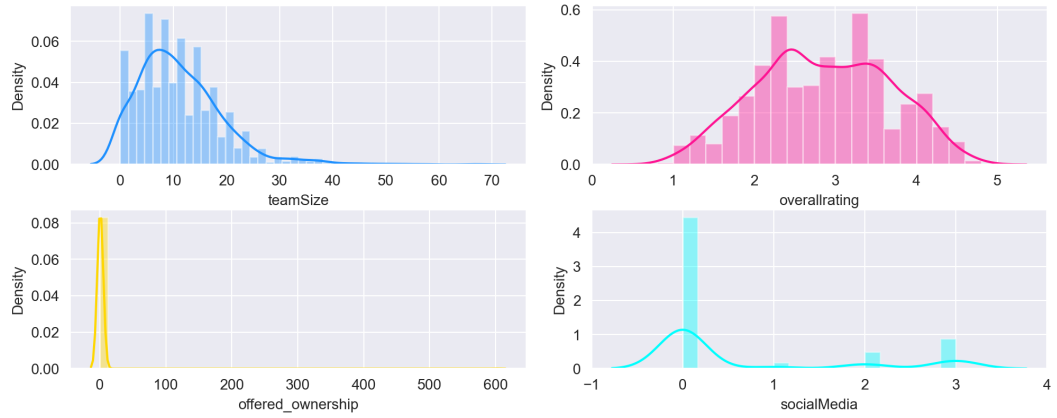 0.06
0.04
0.02
0.00
Density
0 10 20 30 40 50 60 70
teamSize
0.6
0.4
0.2
0.0
Density
0 1 2 3 4 5
overallrating
0.08
0.06
0.04
0.02
0.00
Density
0 100 200 300 400 500 600
offered_ownership
4
3
2
1
0
Density
−1 0 1 2 3 4
socialMedia